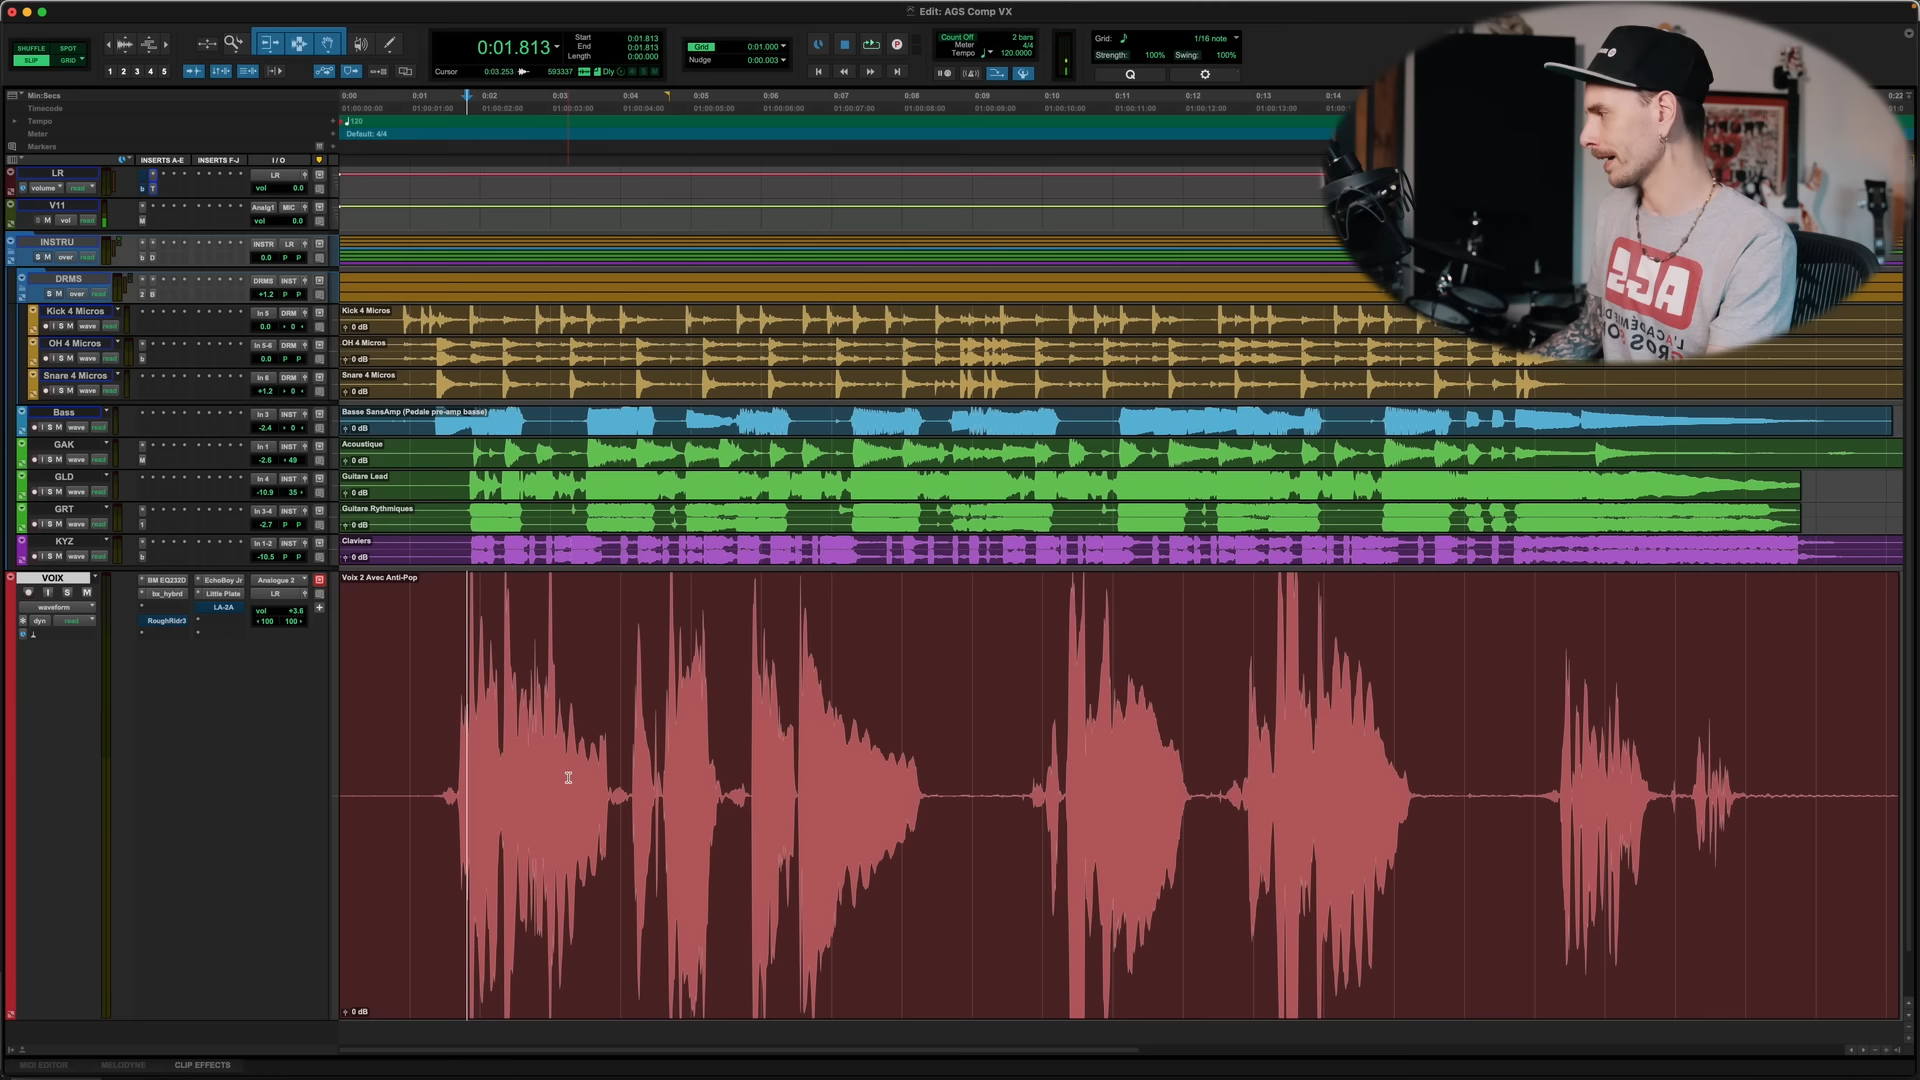 Edit: AGS Comp VX
SHUFFLE SPOT
SLIP GRID
1 2 3 4 5
0:01.813
Start 0:01.813
End 0:01.813
Length 0:00.000
Cursor 0:03.253 593337 Dly
Grid 0:01.000
Nudge 0:00.003
Count Off 2 bars
Meter 4/4
Tempo 120.0000
Grid: 1/16 note
Strength: 100% Swing: 100%
Q
Min:Secs 0:00 0:01 0:02 0:03 0:04 0:05 0:06 0:07 0:08 0:09 0:10 0:11 0:12 0:13 0:14 0:22
Timecode 01:00:00:00 01:00:01:00 01:00:02:00 01:00:03:00 01:00:04:00 01:00:05:00 01:00:06:00 01:00:07:00 01:00:08:00 01:00:09:00 01:00:10:00 01:00:11:00 01:00:12:00 01:00:13:00 01:00:14
Tempo 120
Meter Default: 4/4
Markers
INSERTS A-E INSERTS F-J I / O
LR LR
volume read b T vol 0.0
V11 Analg1 MIC
S M vol read M vol 0.0
INSTRU INSTR LR
S M over read b D 0.0 P P
DRMS DRMS INST
S M over read 2 B +1.2 P P
Kick 4 Micros In 5 DRM Kick 4 Micros
I S M wave read 0.0 0 0 dB
OH 4 Micros In 5-6 DRM OH 4 Micros
I S M wave read b 0.0 P P 0 dB
Snare 4 Micros In 6 DRM Snare 4 Micros
I S M wave read +1.2 0 0 dB
Bass In 3 INST Basse SansAmp (Pedale pre-amp basse)
I S M wave read -2.4 0 0 dB
GAK In 1 INST Acoustique
I S M wave read M -2.6 49 0 dB
GLD In 4 INST Guitare Lead
I S M wave read -10.9 35 0 dB
GRT In 3-4 INST Guitare Rythmiques
I S M wave read 1 -2.7 P P 0 dB
KYZ In 1-2 INST Claviers
I S M wave read b -10.5 P P 0 dB
VOIX BM EQ232D EchoBoy Jr Analogue 2 Voix 2 Avec Anti-Pop
I S M bx_hybrd Little Plate LR
waveform LA-2A vol +3.6
dyn read RoughRidr3 100 100
0 dB
MIDI EDITOR MELODYNE CLIP EFFECTS
AGS